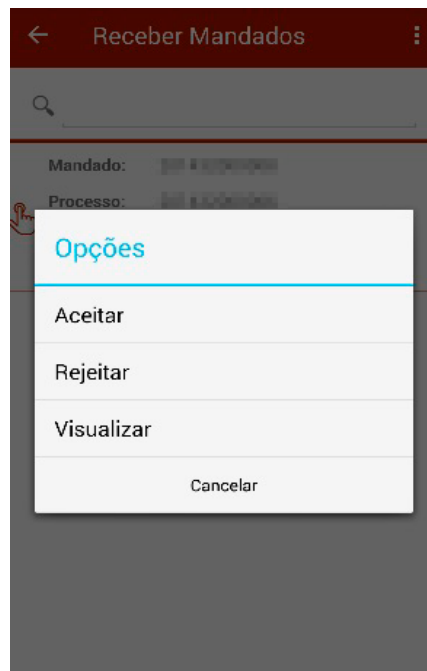 Receber Mandados
Mandado:
Processo:
Opções
Aceitar
Rejeitar
Visualizar
Cancelar